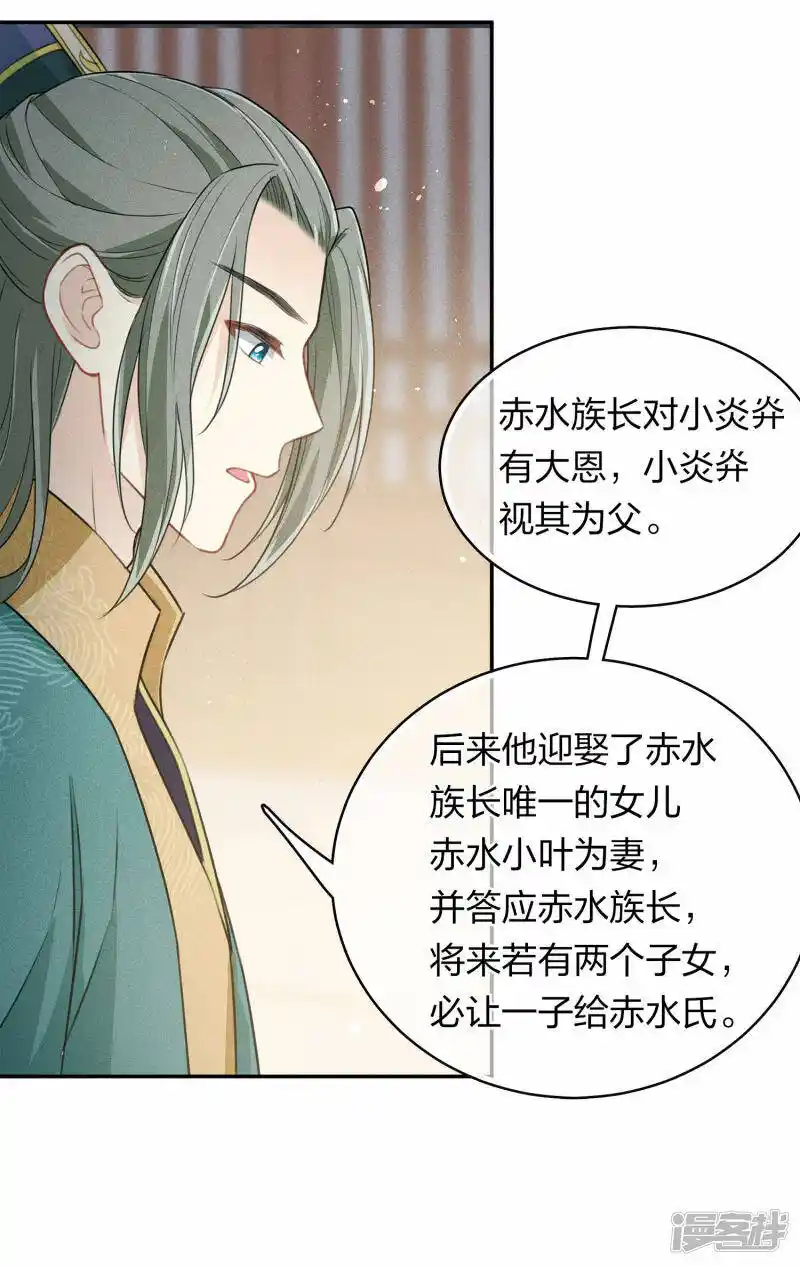 赤水族长对小炎灷
有大恩，小炎灷
视其为父。
后来他迎娶了赤水
族长唯一的女儿
赤水小叶为妻，
并答应赤水族长，
将来若有两个子女，
必让一子给赤水氏。
漫客栈